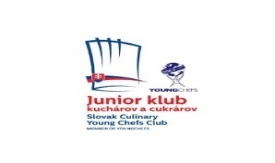 YOUNGCHEFS
Junior klub
kuchárov a cukrárov
Slovak Culinary
Young Chefs Club
MEMBER OF YOUNGCHEFS